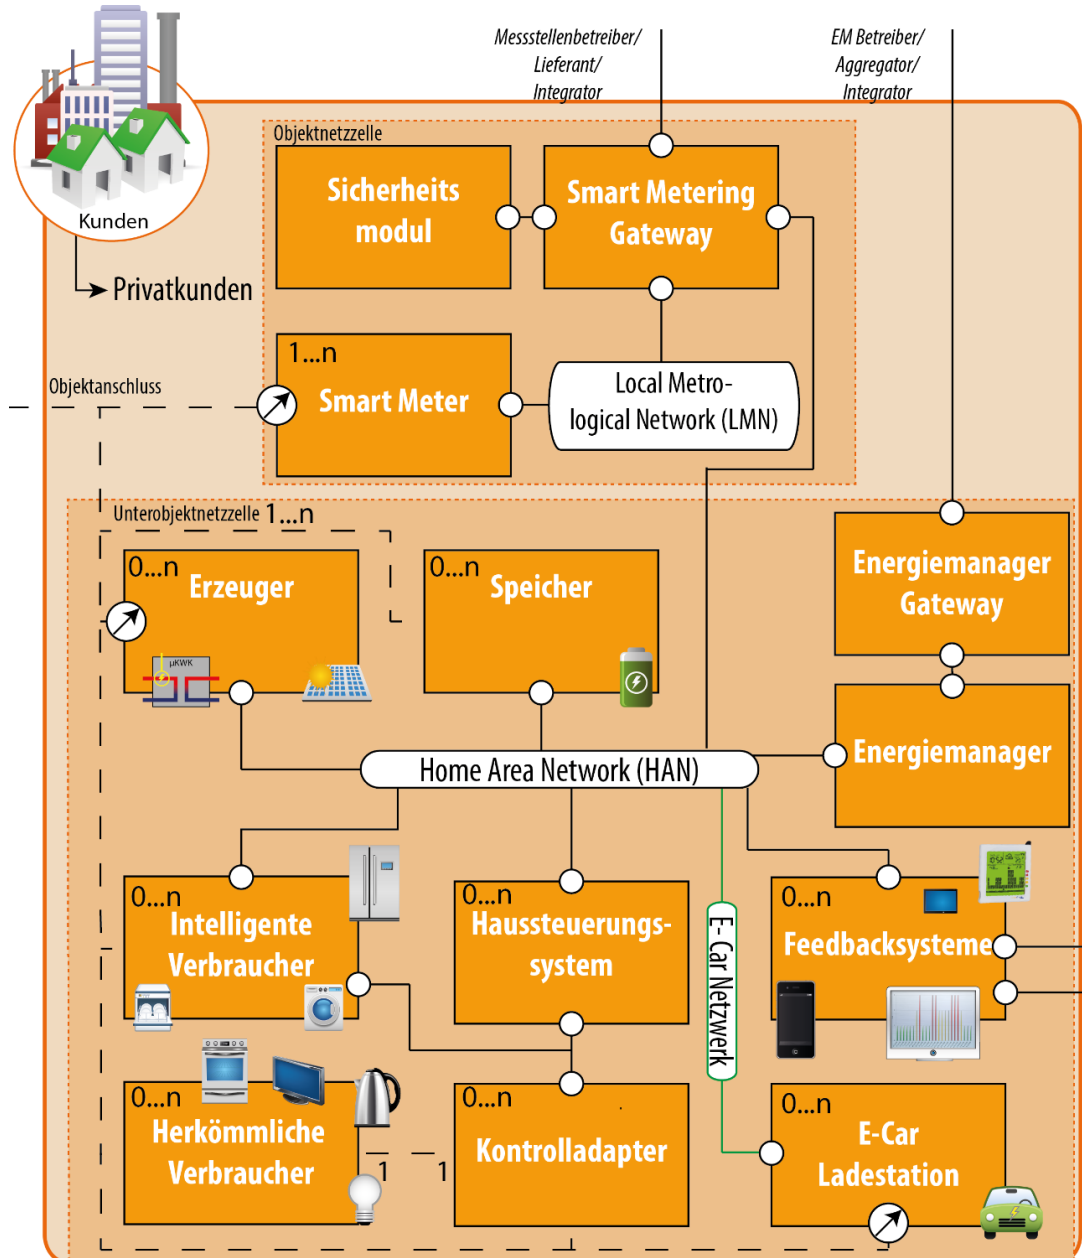 Messstellenbetreiber/
Lieferant/
Integrator
EM Betreiber/
Aggregator/
Integrator
Kunden
Privatkunden
Objektnetzzelle
Sicherheits
modul
Smart Metering
Gateway
1...n
Smart Meter
Local Metro-
logical Network (LMN)
Objektanschluss
Unterobjektnetzzelle 1...n
0...n
Erzeuger
µKWK
0...n
Speicher
Energiemanager
Gateway
Energiemanager
Home Area Network (HAN)
0...n
Intelligente
Verbraucher
0...n
Haussteuerungs-
system
E- Car Netzwerk
0...n
Feedbacksysteme
0...n
Herkömmliche
Verbraucher
1
1
0...n
Kontrolladapter
0...n
E-Car
Ladestation